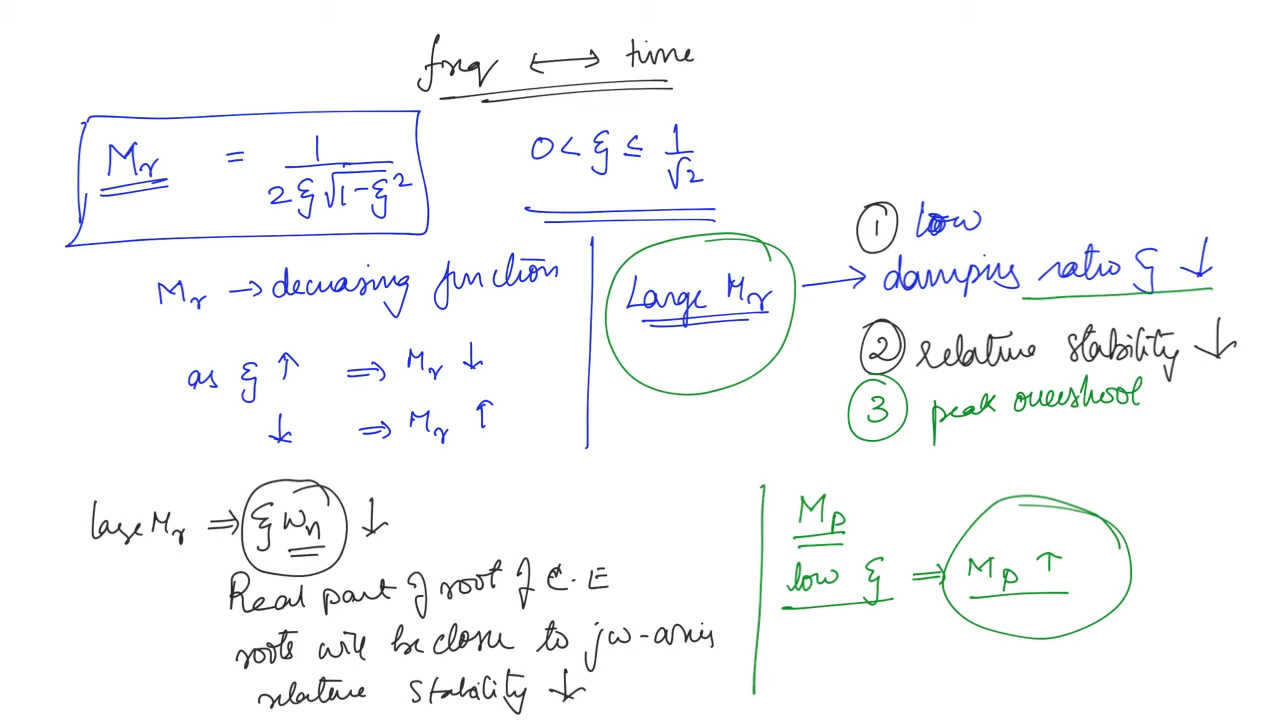 freq ⟷ time
Mr = 1 / 2ξ√1-ξ²
0 < ξ ≤ 1/√2
Mr → decreasing function
as ξ ↑ ⇒ Mr ↓
↓ ⇒ Mr ↑
Large Mr →
① low
damping ratio ξ ↓
② relative stability ↓
③ peak overshoot
large Mr ⇒ ξ ωn ↓
Real part of root of C.E
roots will be close to jω-axis
relative stability ↓
Mp
low ξ ⇒ Mp ↑